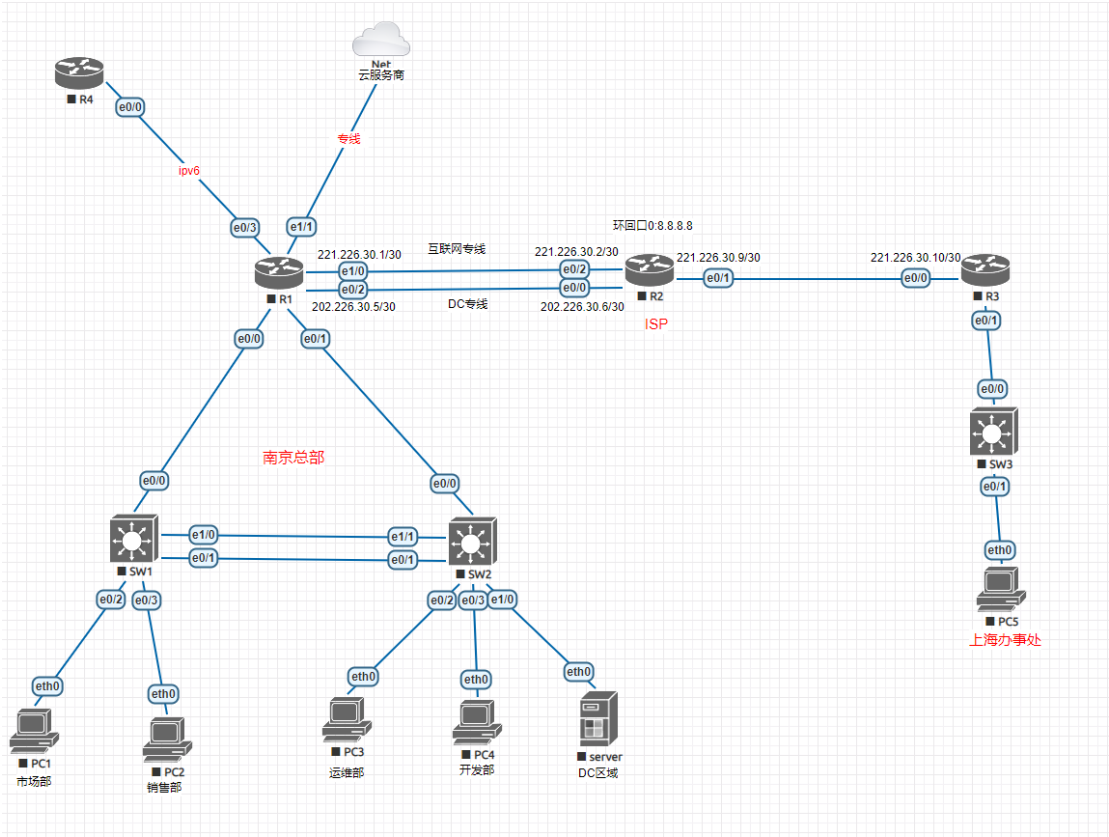 Net
云服务商
R4
e0/0
专线
ipv6
e0/3
e1/1
环回口0:8.8.8.8
221.226.30.1/30
互联网专线
221.226.30.2/30
221.226.30.9/30
221.226.30.10/30
e1/0
e0/2
e0/1
e0/0
e0/2
e0/0
R1
R2
R3
202.226.30.5/30
DC专线
202.226.30.6/30
ISP
e0/1
e0/0
e0/1
e0/0
SW3
南京总部
e0/0
e0/0
e0/1
e1/0
e1/1
e0/1
e0/1
SW1
SW2
eth0
e0/2
e0/3
e0/2
e0/3
e1/0
PC5
上海办事处
eth0
eth0
eth0
eth0
eth0
PC1
市场部
PC2
销售部
PC3
运维部
PC4
开发部
server
DC区域